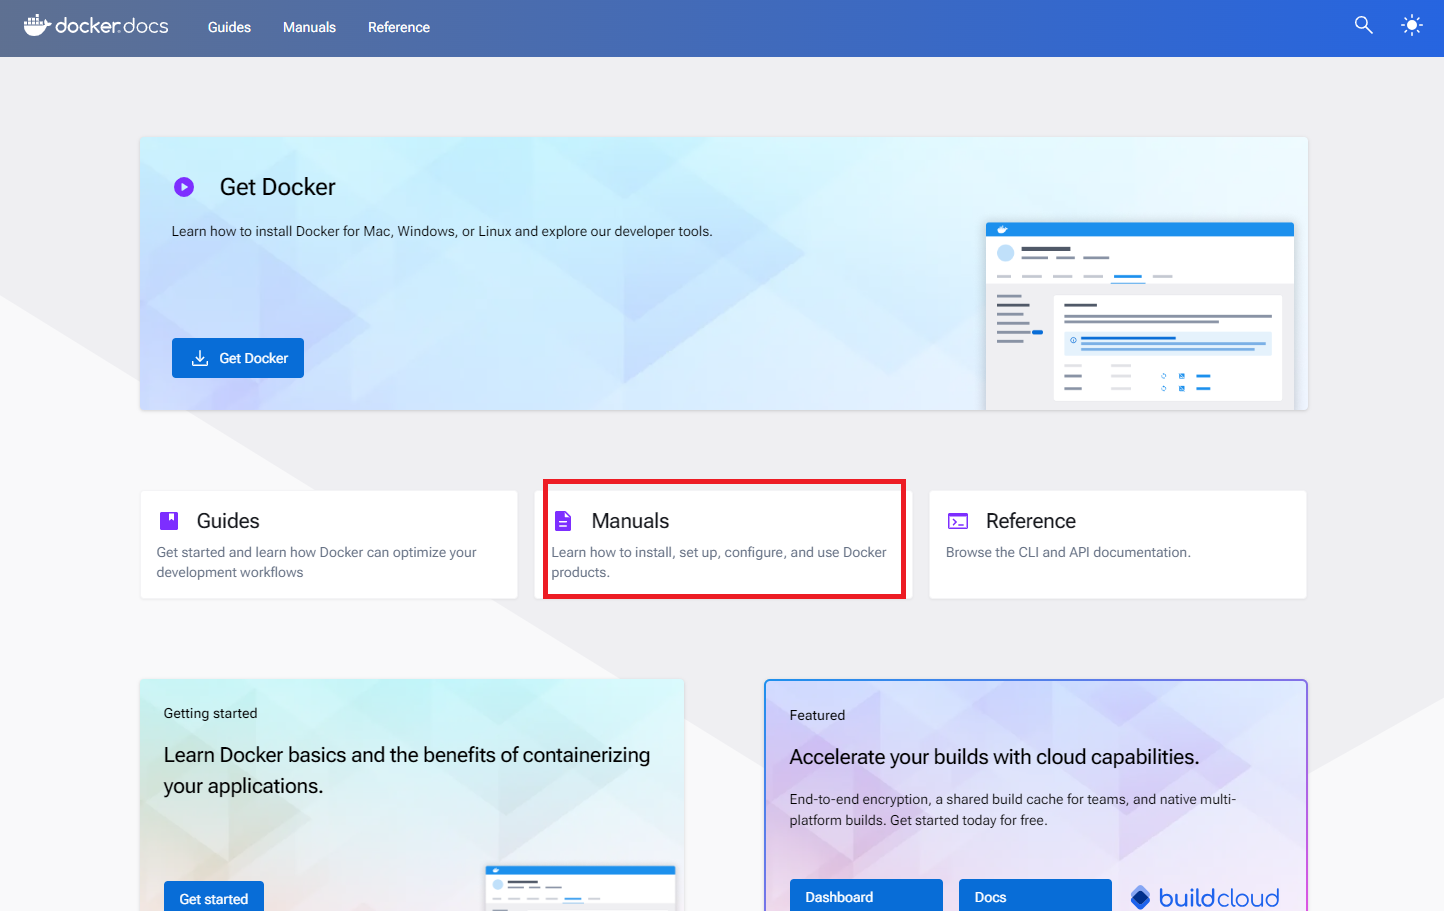 docker.docs Guides Manuals Reference
Get Docker
Learn how to install Docker for Mac, Windows, or Linux and explore our developer tools.
Get Docker
Guides
Get started and learn how Docker can optimize your
development workflows
Manuals
Learn how to install, set up, configure, and use Docker
products.
Reference
Browse the CLI and API documentation.
Getting started
Learn Docker basics and the benefits of containerizing
your applications.
Get started
Featured
Accelerate your builds with cloud capabilities.
End-to-end encryption, a shared build cache for teams, and native multi-
platform builds. Get started today for free.
Dashboard
Docs
buildcloud